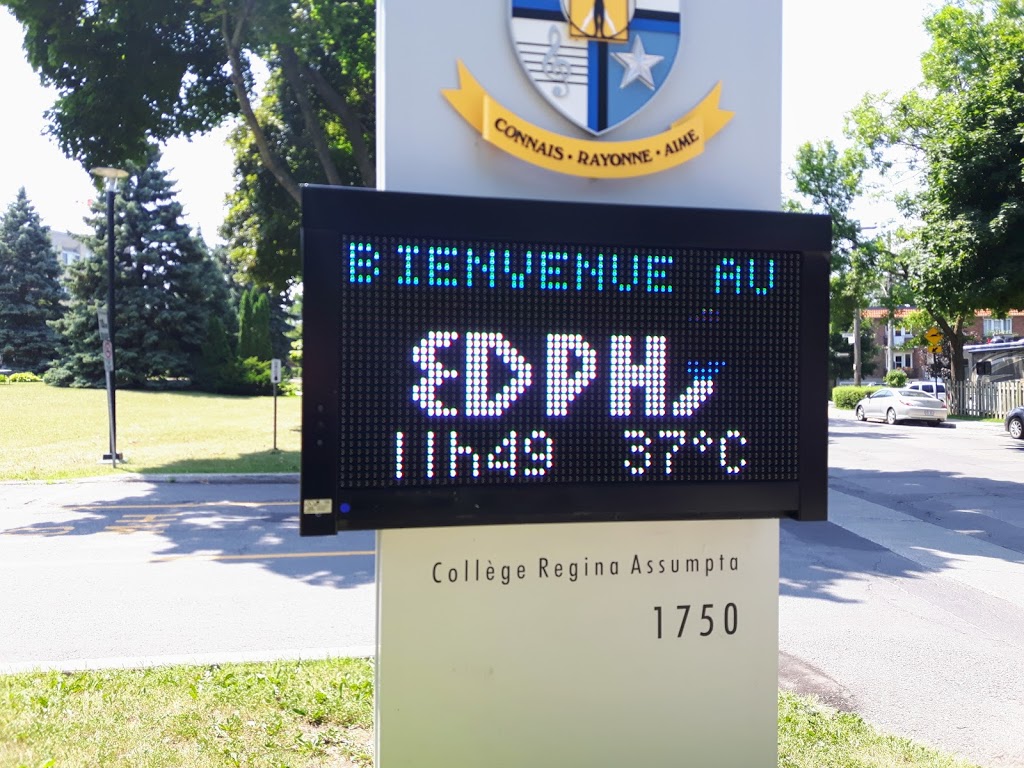 CONNAIS • RAYONNE • AIME
BIENVENUE AU
EDPH
11h49 37°C
Collège Regina Assumpta
1750